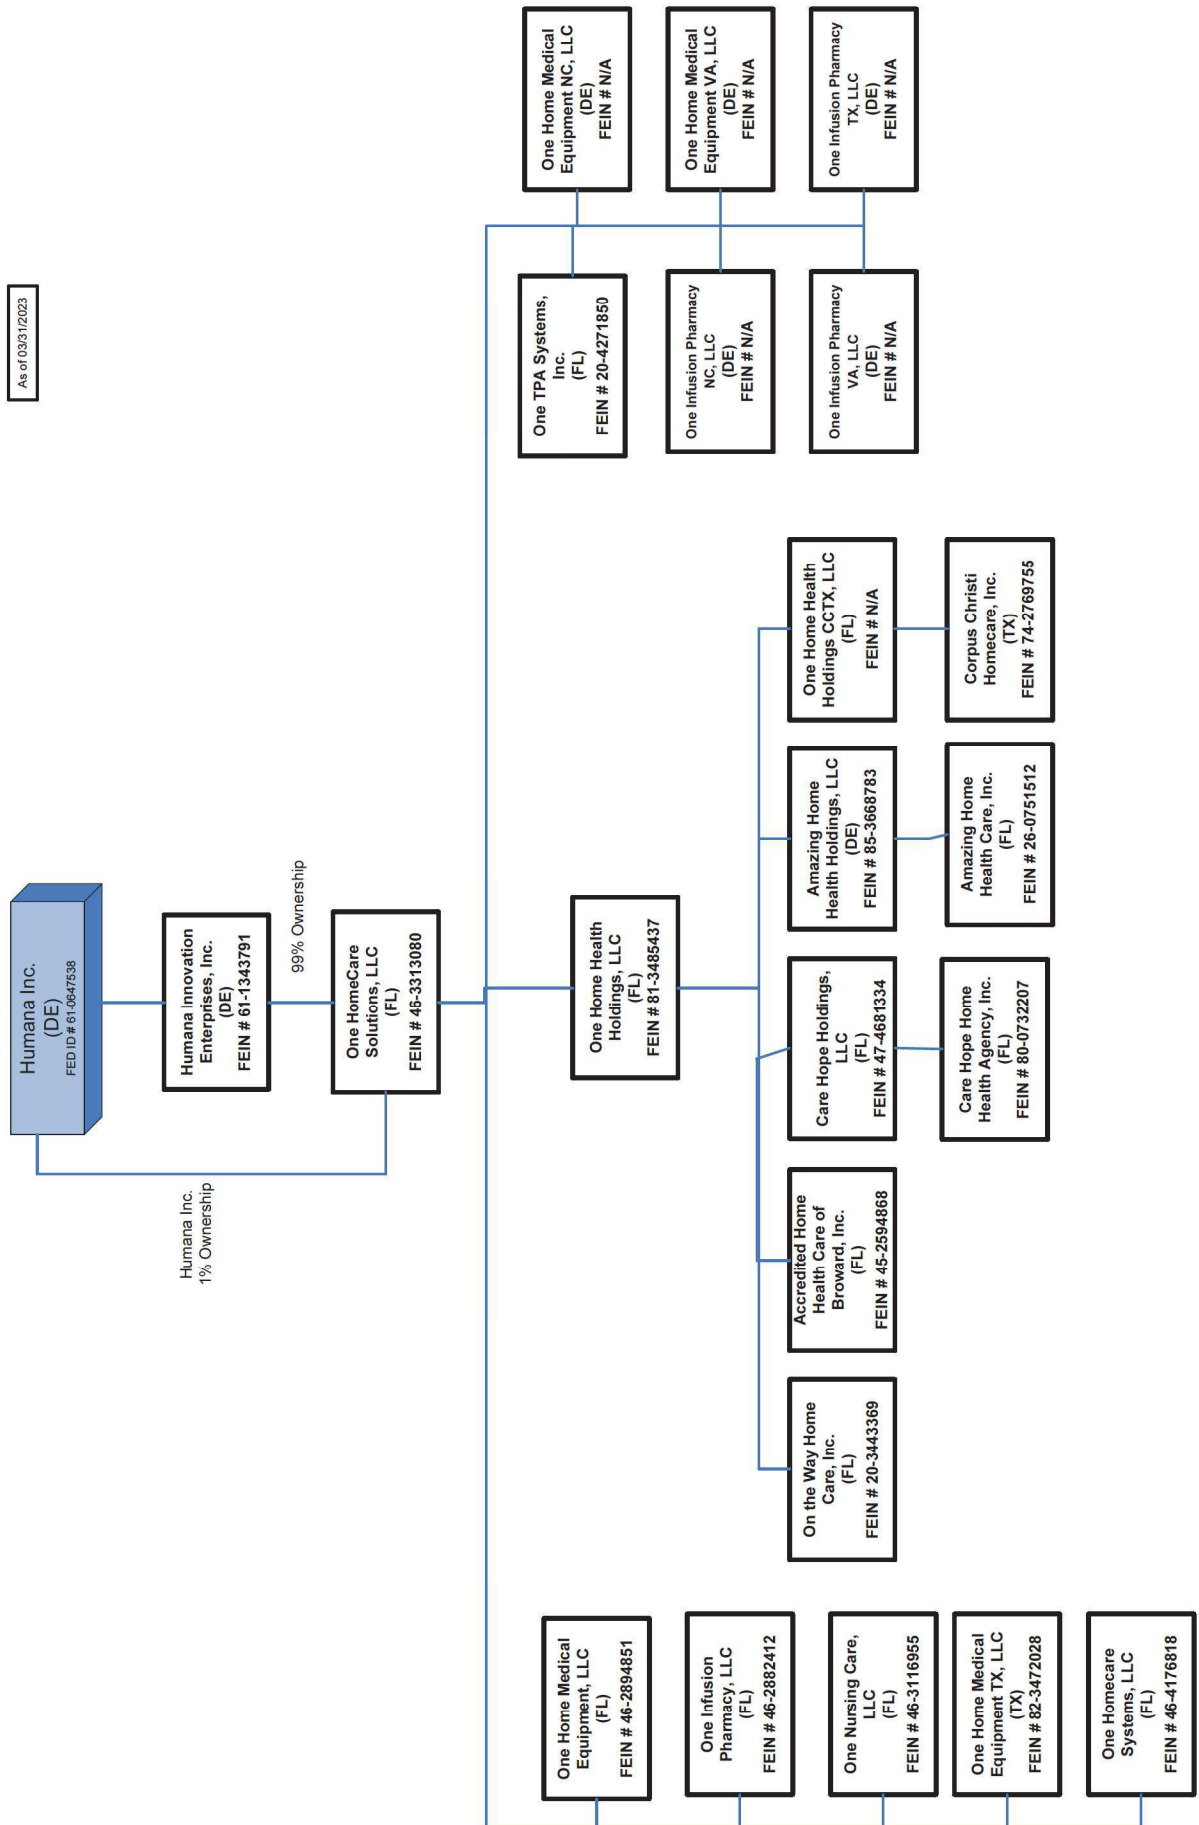 As of 03/31/2023
Humana Inc.
(DE)
FED ID # 61-0647538
Humana Inc.
1% Ownership
Humana Innovation
Enterprises, Inc.
(DE)
FEIN # 61-1343791
99% Ownership
One HomeCare
Solutions, LLC
(FL)
FEIN # 46-3313080
One Home Medical
Equipment, LLC
(FL)
FEIN # 46-2894851
One Infusion
Pharmacy, LLC
(FL)
FEIN # 46-2882412
One Nursing Care,
LLC
(FL)
FEIN # 46-3116955
One Home Medical
Equipment TX, LLC
(TX)
FEIN # 82-3472028
One Homecare
Systems, LLC
(FL)
FEIN # 46-4176818
One Home Health
Holdings, LLC
(FL)
FEIN # 81-3485437
On the Way Home
Care, Inc.
(FL)
FEIN # 20-3443369
Accredited Home
Health Care of
Broward, Inc.
(FL)
FEIN # 45-2594868
Care Hope Holdings,
LLC
(FL)
FEIN # 47-4681334
Care Hope Home
Health Agency, Inc.
(FL)
FEIN # 80-0732207
Amazing Home
Health Holdings, LLC
(DE)
FEIN # 85-3668783
Amazing Home
Health Care, Inc.
(FL)
FEIN # 26-0751512
One Home Health
Holdings CCTX, LLC
(FL)
FEIN # N/A
Corpus Christi
Homecare, Inc.
(TX)
FEIN # 74-2769755
One TPA Systems,
Inc.
(FL)
FEIN # 20-4271850
One Home Medical
Equipment NC, LLC
(DE)
FEIN # N/A
One Infusion Pharmacy
NC, LLC
(DE)
FEIN # N/A
One Home Medical
Equipment VA, LLC
(DE)
FEIN # N/A
One Infusion Pharmacy
VA, LLC
(DE)
FEIN # N/A
One Infusion Pharmacy
TX, LLC
(DE)
FEIN # N/A